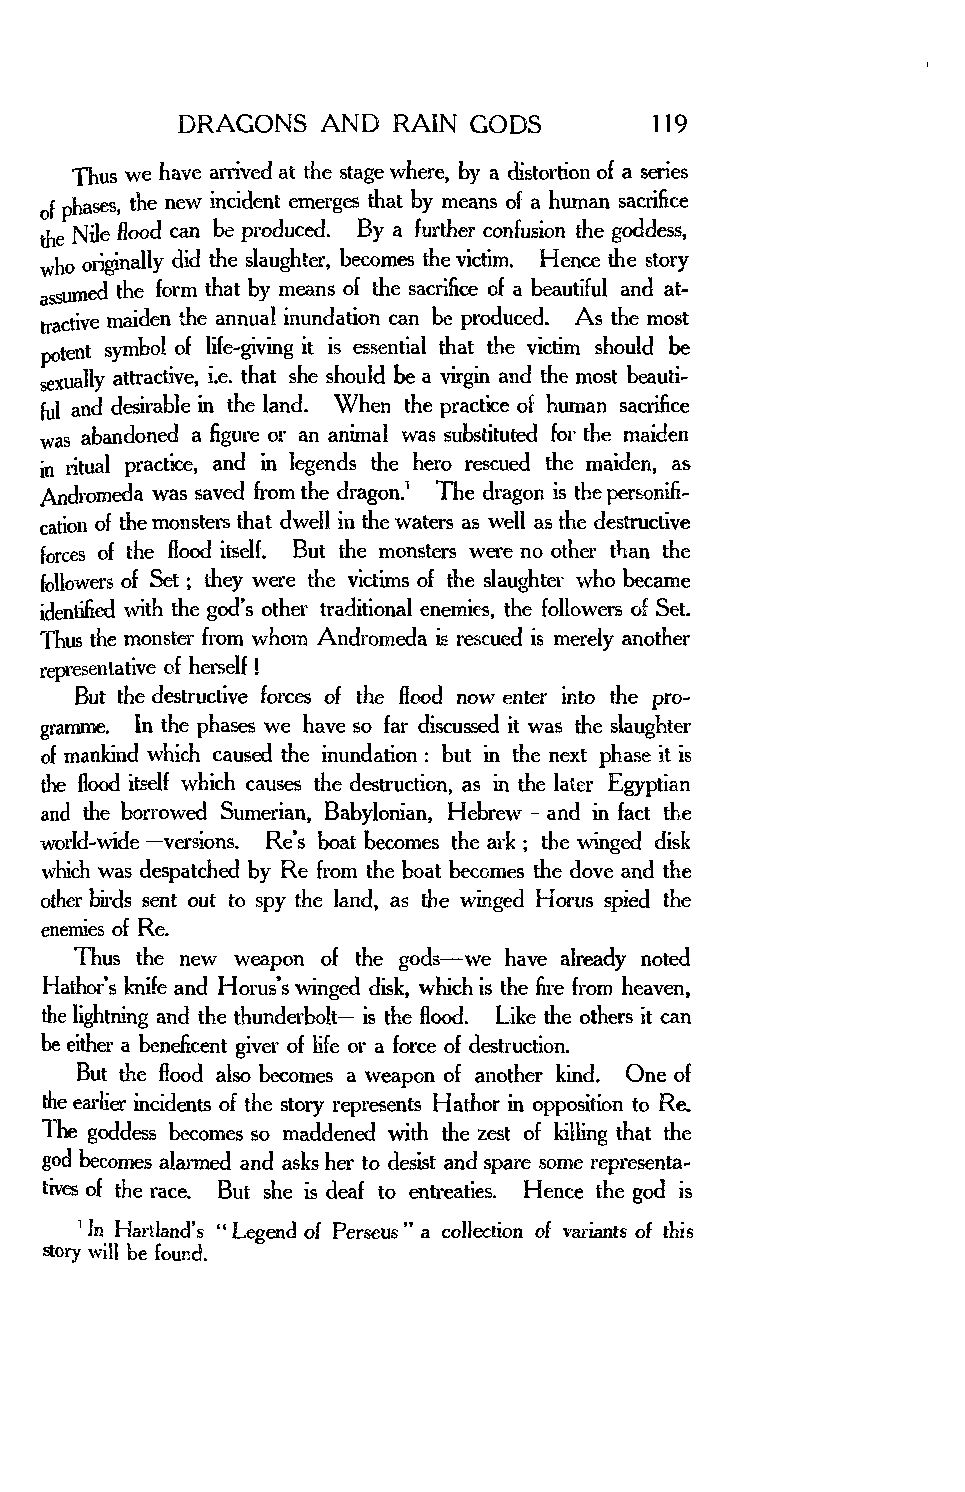 DRAGONS AND RAIN GODS 119
Thus we have arrived at the stage where, by a distortion of a series
of phases, the new incident emerges that by means of a human sacrifice
the Nile flood can be produced. By a further confusion the goddess,
who originally did the slaughter, becomes the victim. Hence the story
assumed the form that by means of the sacrifice of a beautiful and at-
tractive maiden the annual inundation can be produced. As the most
potent symbol of life-giving it is essential that the victim should be
sexually attractive, i.e. that she should be a virgin and the most beauti-
ful and desirable in the land. When the practice of human sacrifice
was abandoned a figure or an animal was substituted for the maiden
in ritual practice, and in legends the hero rescued the maiden, as
Andromeda was saved from the dragon.¹ The dragon is the personifi-
cation of the monsters that dwell in the waters as well as the destructive
forces of the flood itself. But the monsters were no other than the
followers of Set ; they were the victims of the slaughter who became
identified with the god's other traditional enemies, the followers of Set.
Thus the monster from whom Andromeda is rescued is merely another
representative of herself !
But the destructive forces of the flood now enter into the pro-
gramme. In the phases we have so far discussed it was the slaughter
of mankind which caused the inundation : but in the next phase it is
the flood itself which causes the destruction, as in the later Egyptian
and the borrowed Sumerian, Babylonian, Hebrew - and in fact the
world-wide —versions. Re's boat becomes the ark ; the winged disk
which was despatched by Re from the boat becomes the dove and the
other birds sent out to spy the land, as the winged Horus spied the
enemies of Re.
Thus the new weapon of the gods—we have already noted
Hathor's knife and Horus's winged disk, which is the fire from heaven,
the lightning and the thunderbolt— is the flood. Like the others it can
be either a beneficent giver of life or a force of destruction.
But the flood also becomes a weapon of another kind. One of
the earlier incidents of the story represents Hathor in opposition to Re.
The goddess becomes so maddened with the zest of killing that the
god becomes alarmed and asks her to desist and spare some representa-
tives of the race. But she is deaf to entreaties. Hence the god is
¹ In Hartland's " Legend of Perseus " a collection of variants of this
story will be found.